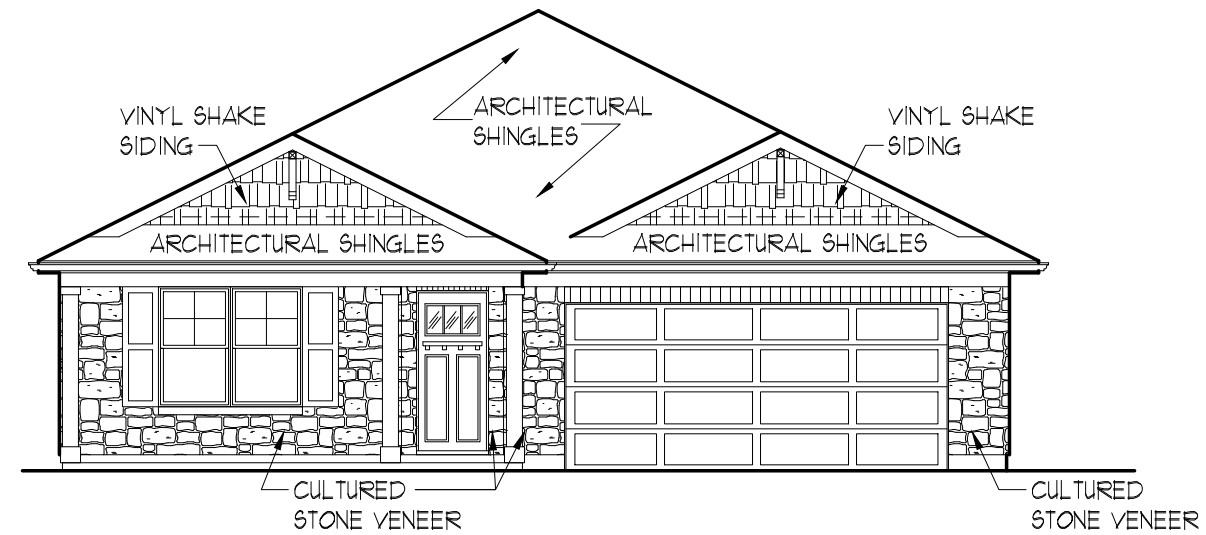 ARCHITECTURAL
SHINGLES
VINYL SHAKE
SIDING
VINYL SHAKE
SIDING
ARCHITECTURAL SHINGLES
ARCHITECTURAL SHINGLES
CULTURED
STONE VENEER
CULTURED
STONE VENEER